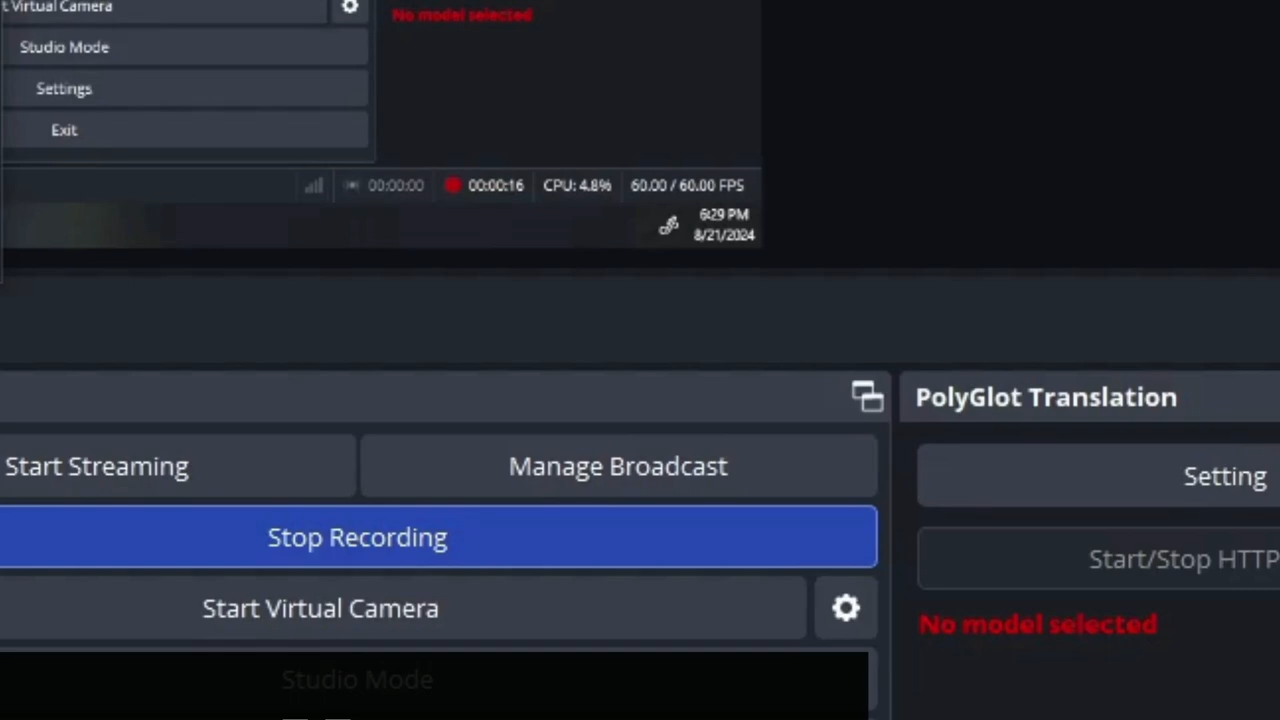 t Virtual Camera
No model selected
Studio Mode
Settings
Exit
00:00:00 00:00:16 CPU: 4.8% 60.00 / 60.00 FPS
6:29 PM
8/21/2024
PolyGlot Translation
Start Streaming Manage Broadcast
Setting
Stop Recording
Start/Stop HTTP
Start Virtual Camera
No model selected
Studio Mode